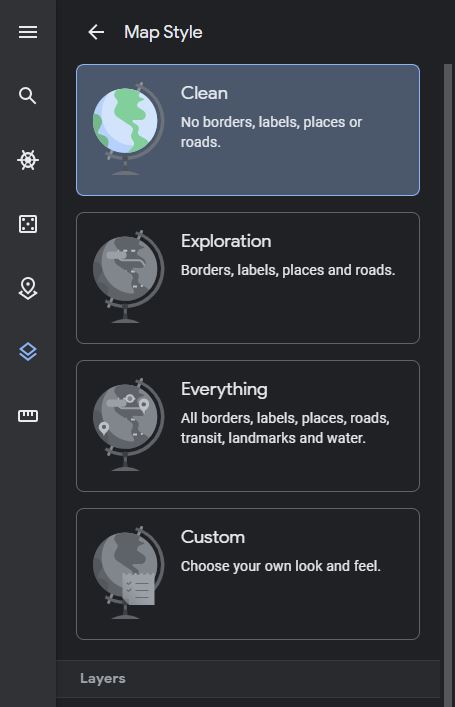 Map Style
Clean
No borders, labels, places or
roads.
Exploration
Borders, labels, places and roads.
Everything
All borders, labels, places, roads,
transit, landmarks and water.
Custom
Choose your own look and feel.
Layers